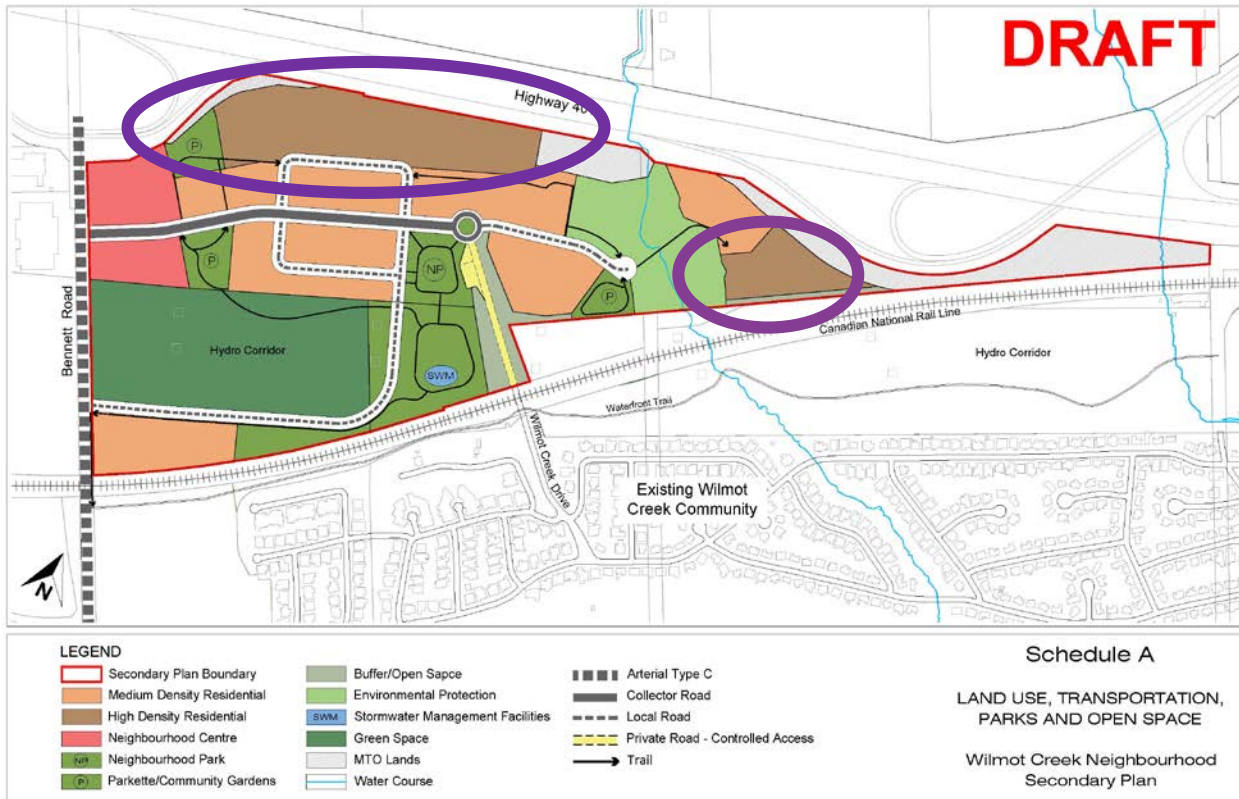 DRAFT
Highway 40
P
P
NP
P
Bennett Road
Hydro Corridor
SWM
Canadian National Rail Line
Hydro Corridor
Waterfront Trail
Wilmot Creek Drive
Existing Wilmot
Creek Community
N
LEGEND
Secondary Plan Boundary
Medium Density Residential
High Density Residential
Neighbourhood Centre
NP Neighbourhood Park
P Parkette/Community Gardens
Buffer/Open Sapce
Environmental Protection
SWM Stormwater Management Facilities
Green Space
MTO Lands
Water Course
Arterial Type C
Collector Road
Local Road
Private Road - Controlled Access
Trail
Schedule A
LAND USE, TRANSPORTATION,
PARKS AND OPEN SPACE
Wilmot Creek Neighbourhood
Secondary Plan